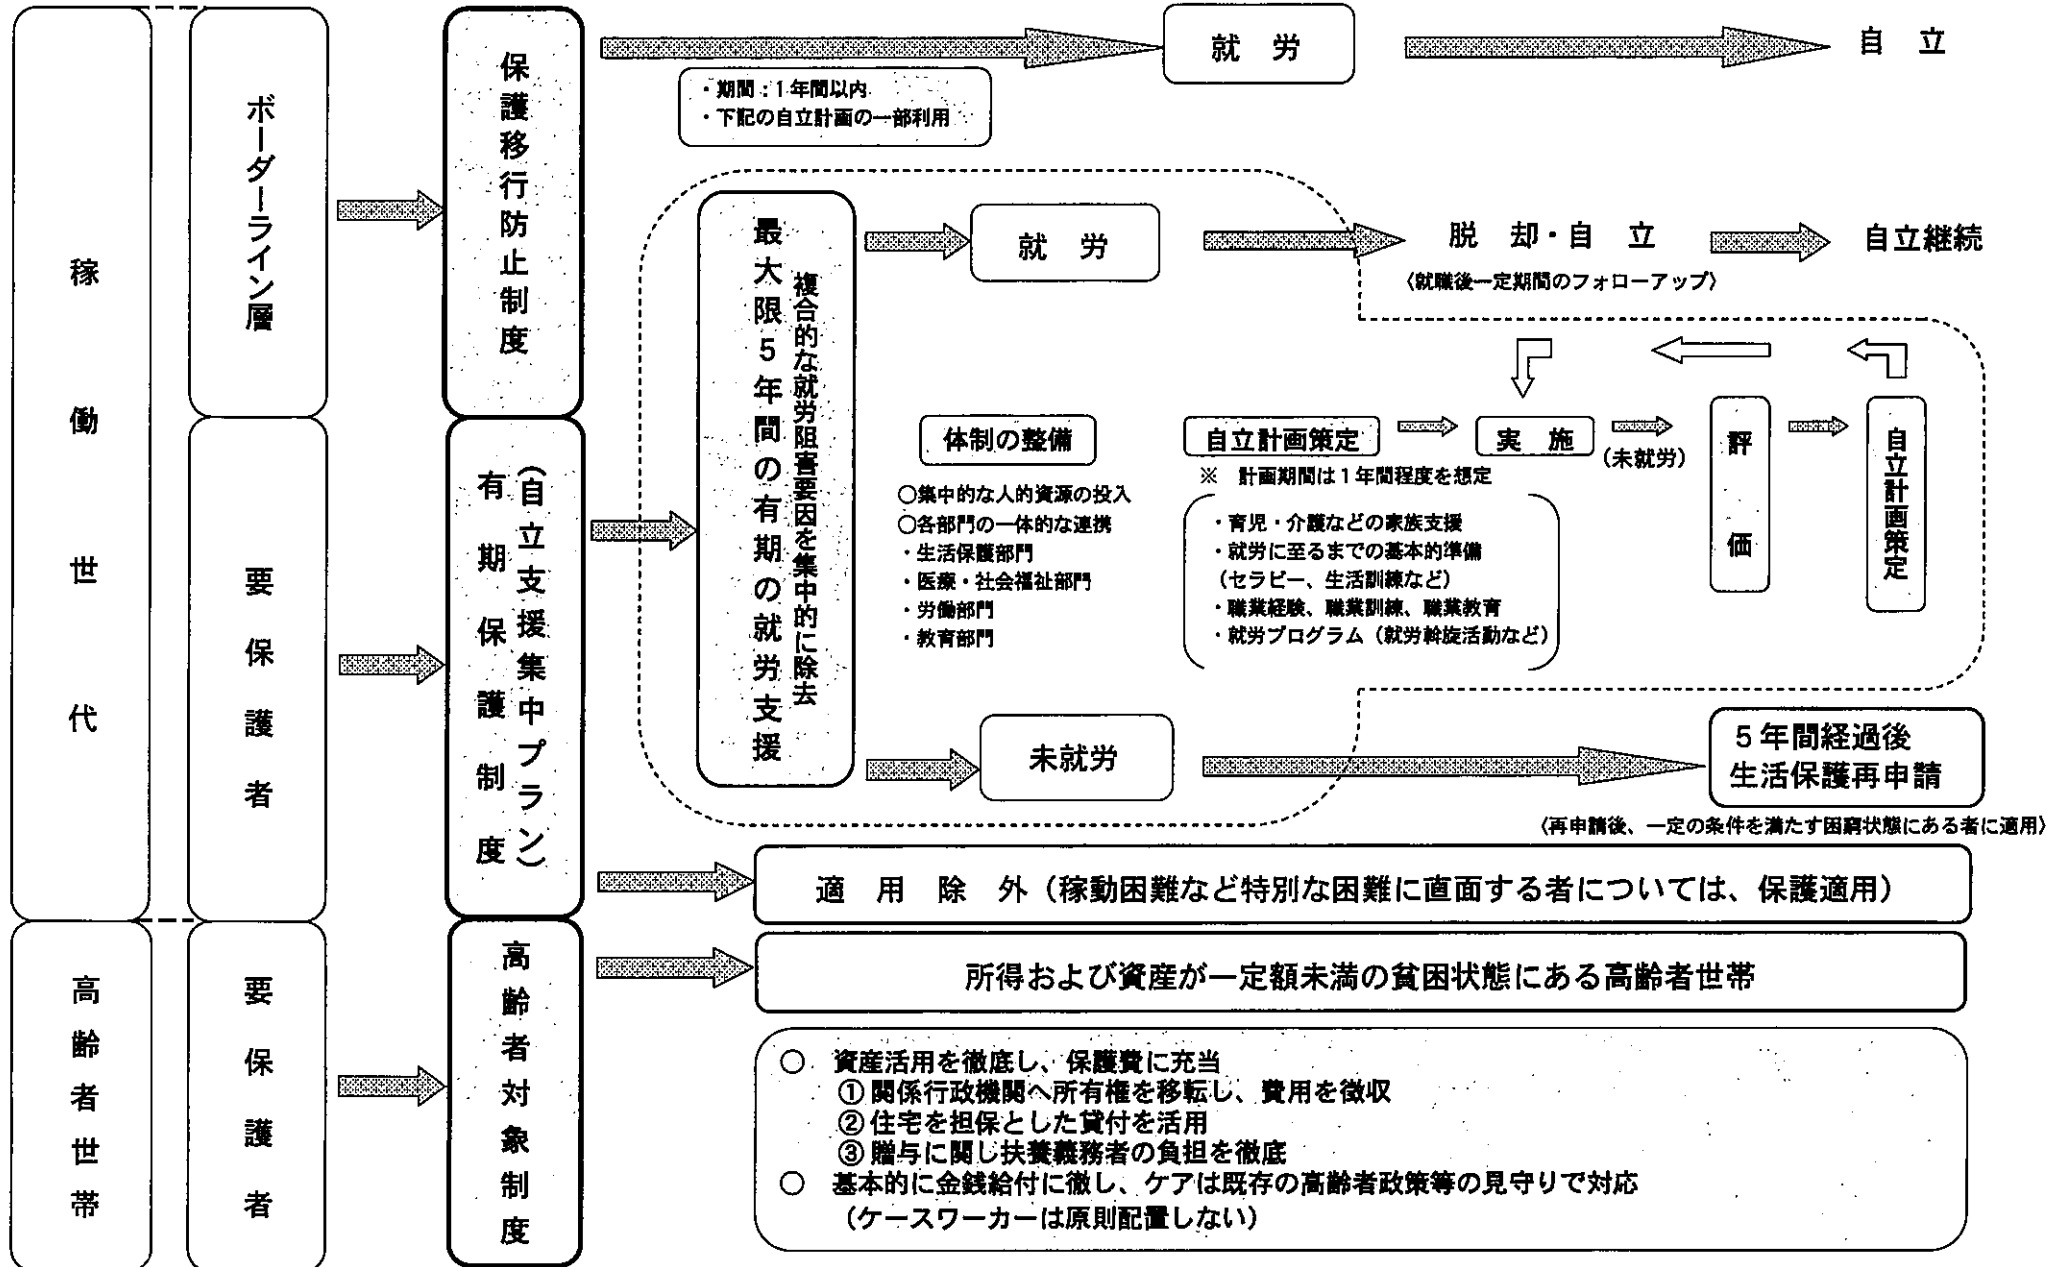 稼働世代
ボーダーライン層
保護移行防止制度
・期間：1年間以内
・下記の自立計画の一部利用
就 労
自 立
要保護者
有期保護制度
（自立支援集中プラン）
最大限５年間の有期の就労支援
複合的な就労阻害要因を集中的に除去
就 労
脱 却・自 立
〈就職後一定期間のフォローアップ〉
自立継続
体制の整備
○集中的な人的資源の投入
○各部門の一体的な連携
・生活保護部門
・医療・社会福祉部門
・労働部門
・教育部門
自立計画策定
※ 計画期間は１年間程度を想定
・育児・介護などの家族支援
・就労に至るまでの基本的準備
（セラピー、生活訓練など）
・職業経験、職業訓練、職業教育
・就労プログラム（就労斡旋活動など）
実 施
（未就労）
評 価
自立計画策定
未就労
５年間経過後
生活保護再申請
〈再申請後、一定の条件を満たす困窮状態にある者に適用〉
適 用 除 外（稼動困難など特別な困難に直面する者については、保護適用）
高齢者世帯
要保護者
高齢者対象制度
所得および資産が一定額未満の貧困状態にある高齢者世帯
○ 資産活用を徹底し、保護費に充当
① 関係行政機関へ所有権を移転し、費用を徴収
② 住宅を担保とした貸付を活用
③ 贈与に関し扶養義務者の負担を徹底
○ 基本的に金銭給付に徹し、ケアは既存の高齢者政策等の見守りで対応
（ケースワーカーは原則配置しない）